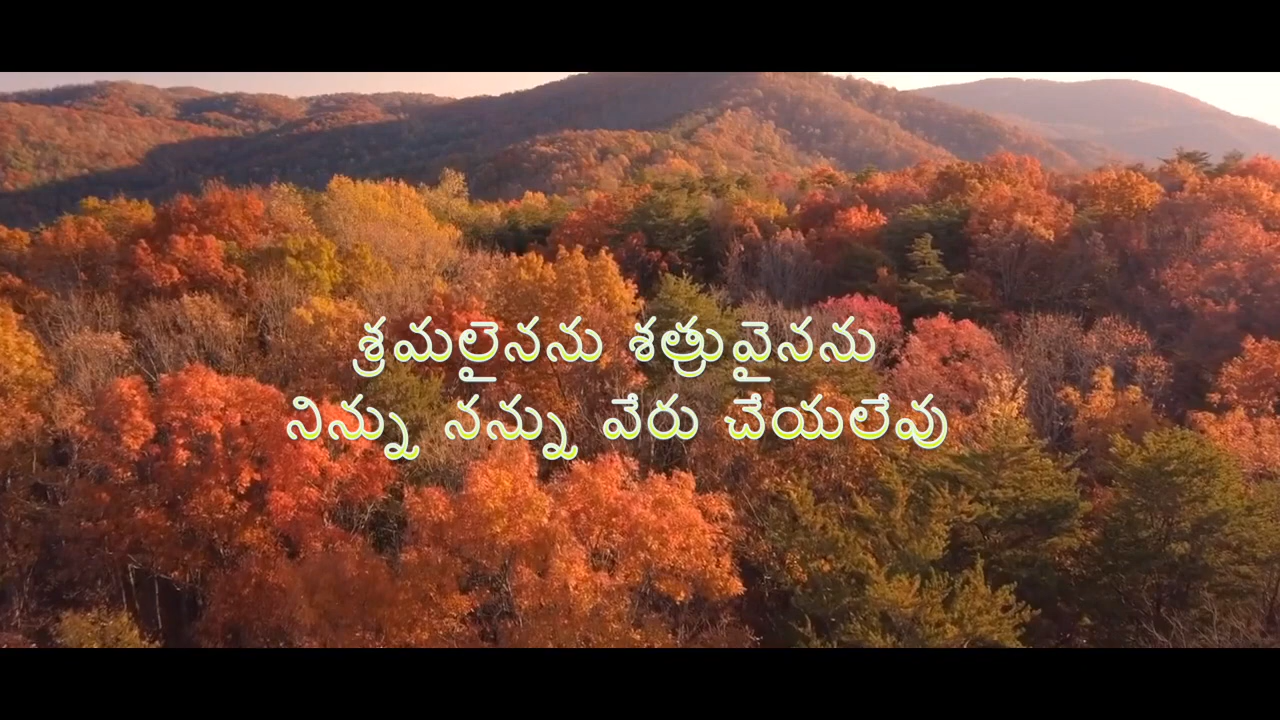 శ్రమలైనను శత్రువైనను
నిన్ను నన్ను వేరు చేయలేవు